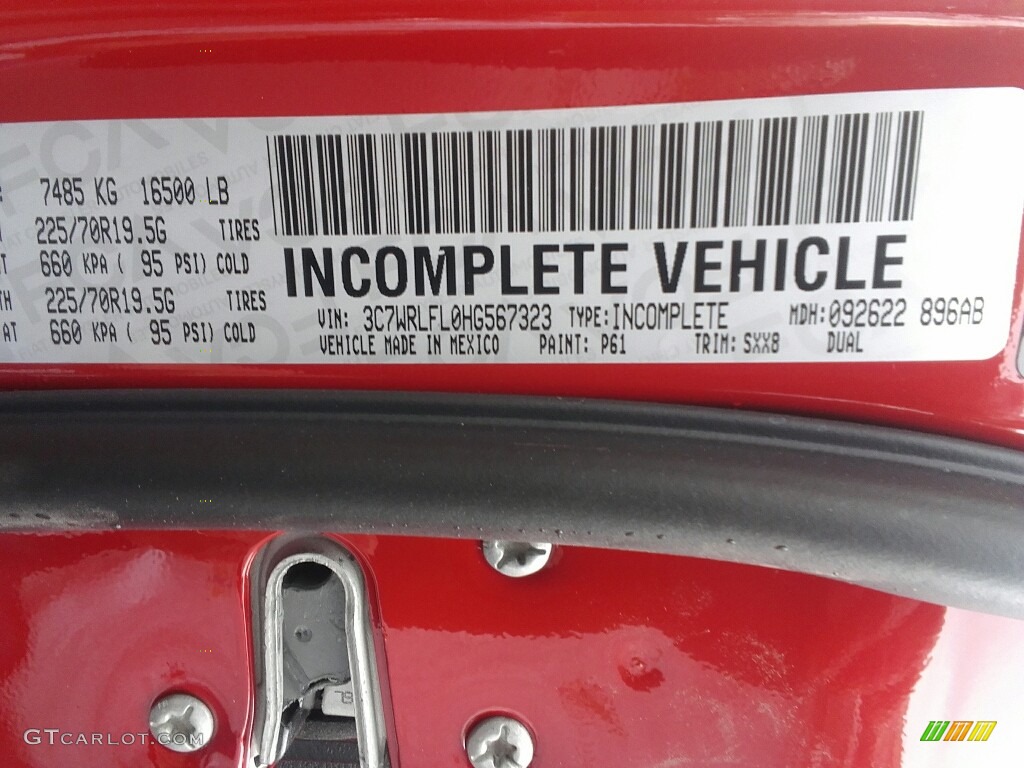 7485 KG 16500 LB
225/70R19.5G TIRES
660 KPA ( 95 PSI) COLD
225/70R19.5G TIRES
AT 660 KPA ( 95 PSI) COLD
INCOMPLETE VEHICLE
VIN: 3C7WRLFL0HG567323 TYPE:INCOMPLETE MDH:092622 896AB
VEHICLE MADE IN MEXICO PAINT: P61 TRIM: SXX8 DUAL
GTCARLOT.COM